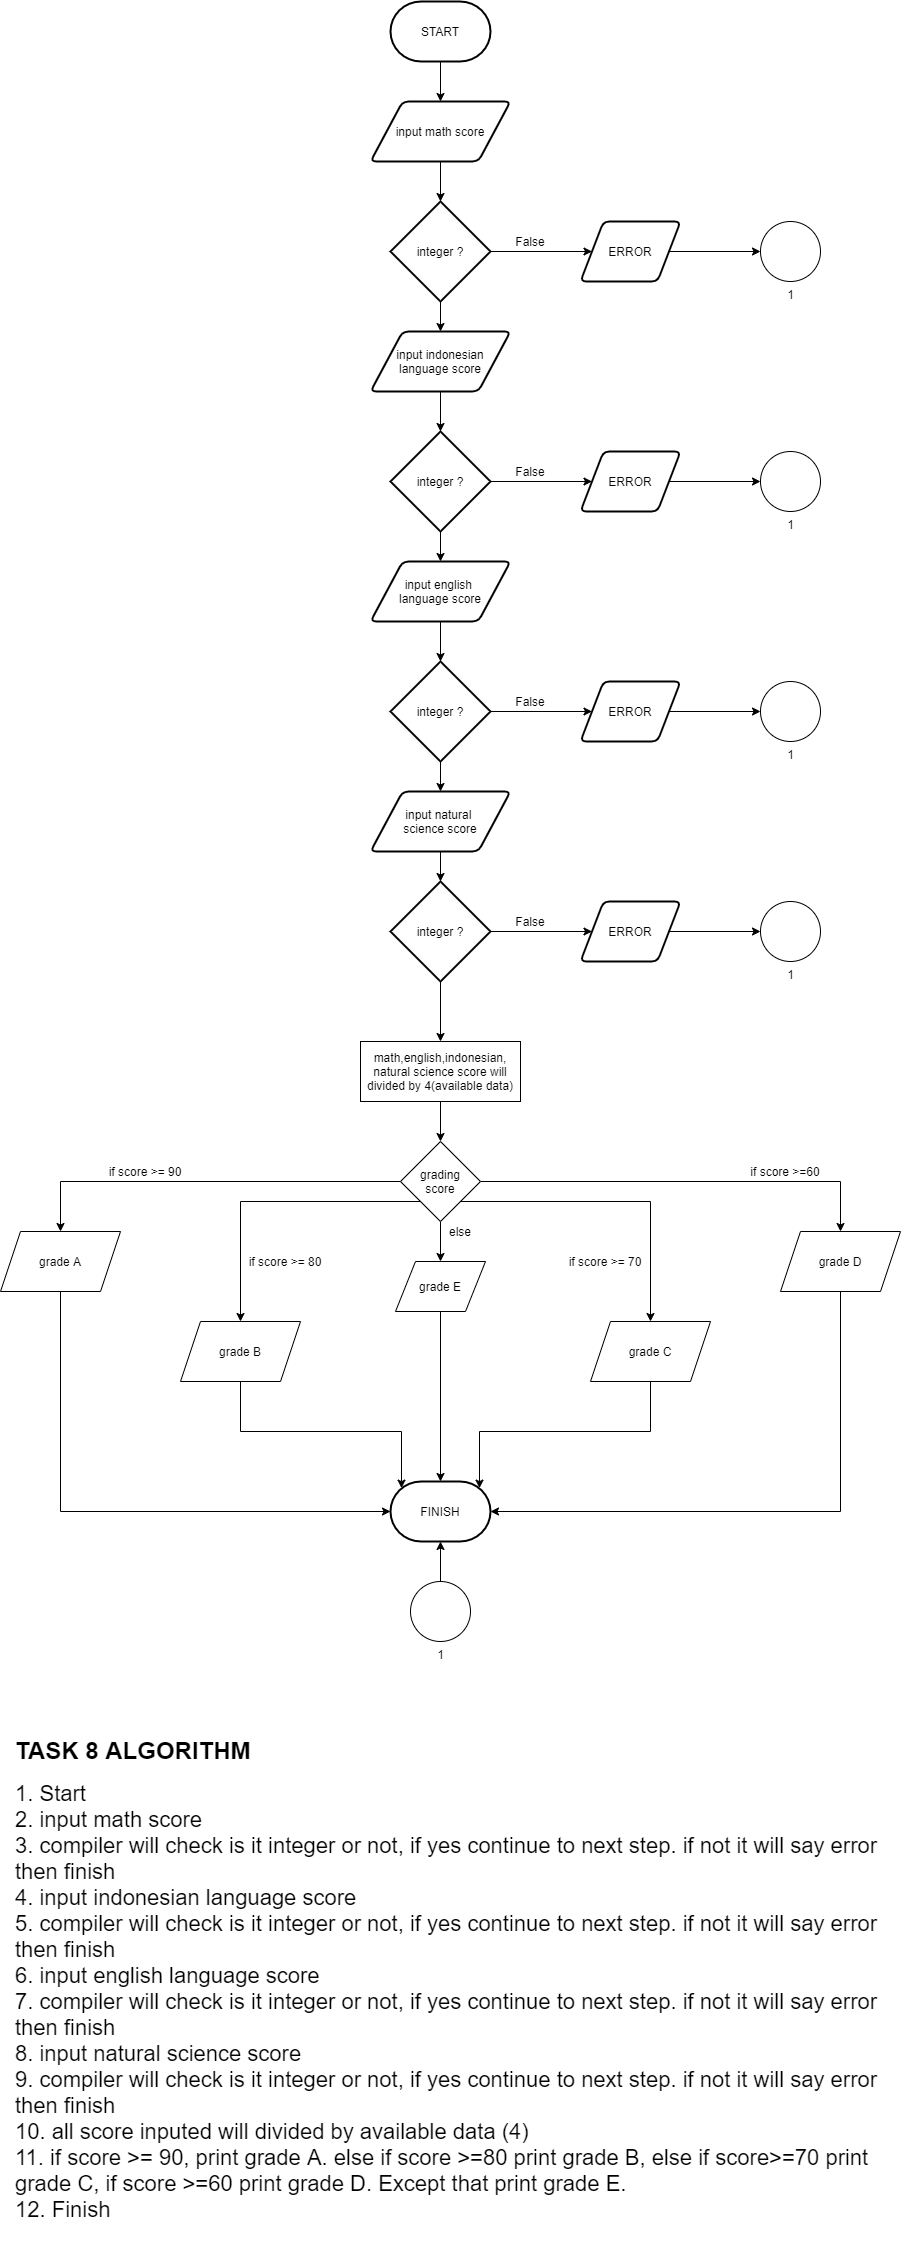 START
input math score
integer ?
False
ERROR
1
input indonesian
language score
integer ?
False
ERROR
1
input english
language score
integer ?
False
ERROR
1
input natural
science score
integer ?
False
ERROR
1
math,english,indonesian,
natural science score will
divided by 4(available data)
if score >= 90
grading
score
if score >=60
else
grade A
if score >= 80
grade E
if score >= 70
grade D
grade B
grade C
FINISH
1
TASK 8 ALGORITHM
1. Start
2. input math score
3. compiler will check is it integer or not, if yes continue to next step. if not it will say error
then finish
4. input indonesian language score
5. compiler will check is it integer or not, if yes continue to next step. if not it will say error
then finish
6. input english language score
7. compiler will check is it integer or not, if yes continue to next step. if not it will say error
then finish
8. input natural science score
9. compiler will check is it integer or not, if yes continue to next step. if not it will say error
then finish
10. all score inputed will divided by available data (4)
11. if score >= 90, print grade A. else if score >=80 print grade B, else if score>=70 print
grade C, if score >=60 print grade D. Except that print grade E.
12. Finish